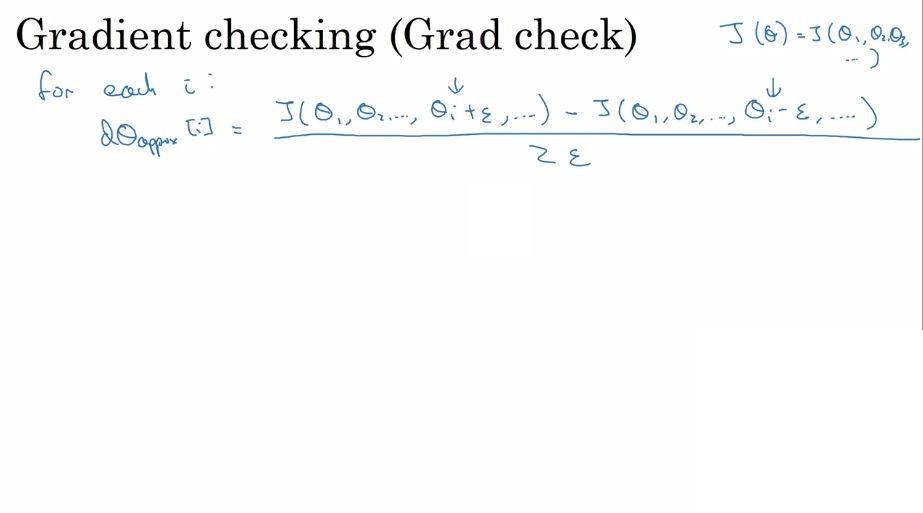 Gradient checking (Grad check)
J(θ) = J(θ₁, θ₂, θ₃,
...)
for each i:
dθapprox[i] = J(θ₁, θ₂, ..., θᵢ+ε, ...) - J(θ₁, θ₂, ..., θᵢ-ε, ....)
2ε